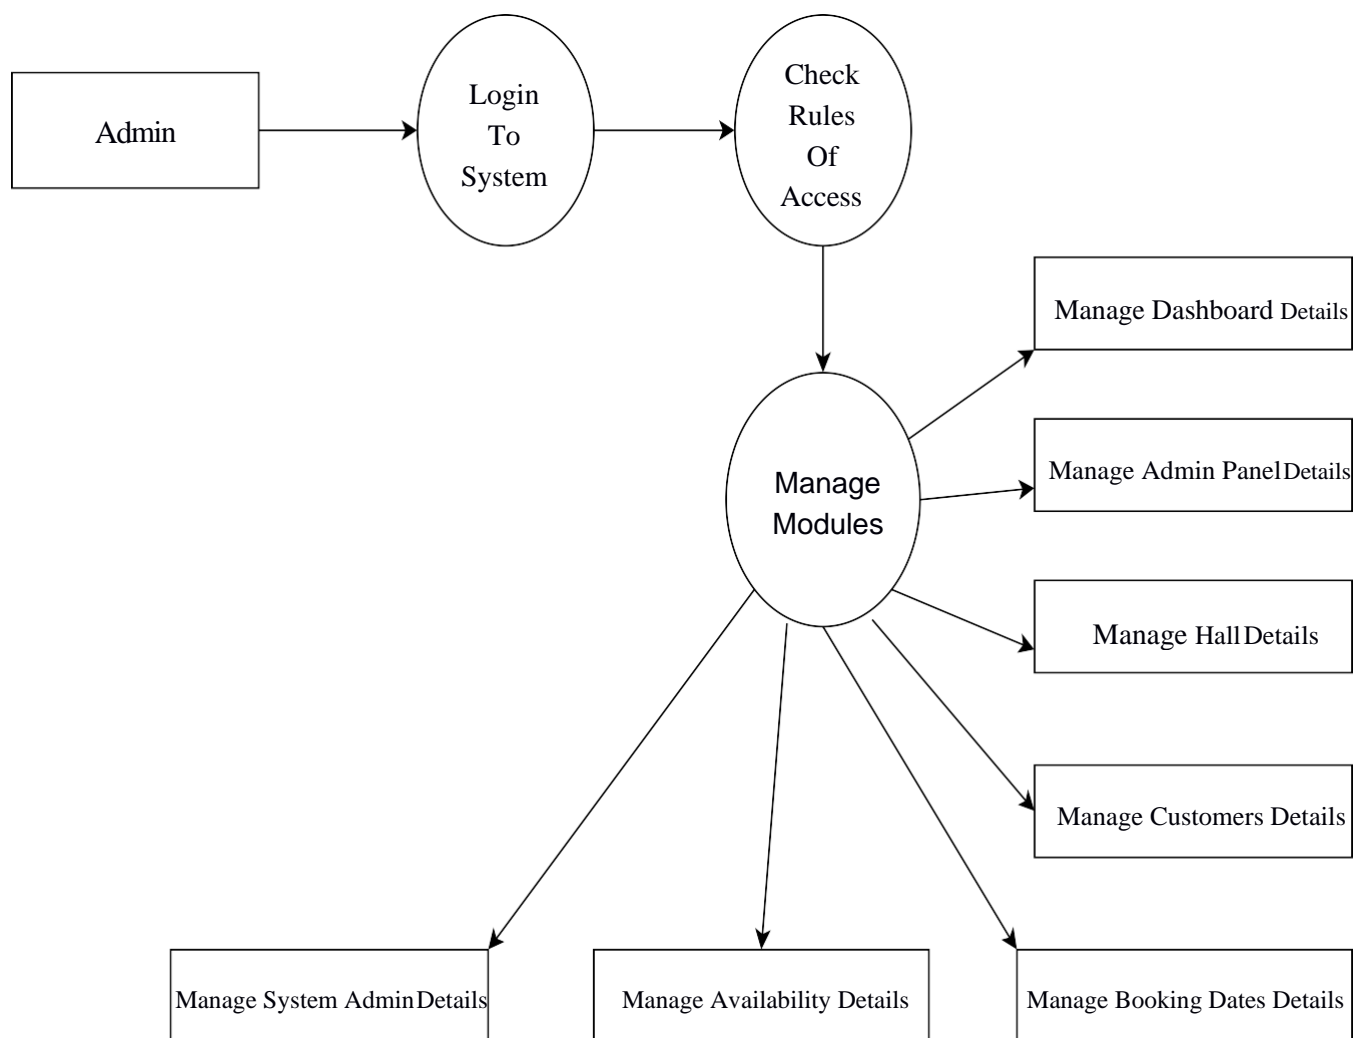 Admin
Login
To
System
Check
Rules
Of
Access
Manage Dashboard Details
Manage Admin Panel Details
Manage
Modules
Manage Hall Details
Manage Customers Details
Manage System Admin Details
Manage Availability Details
Manage Booking Dates Details